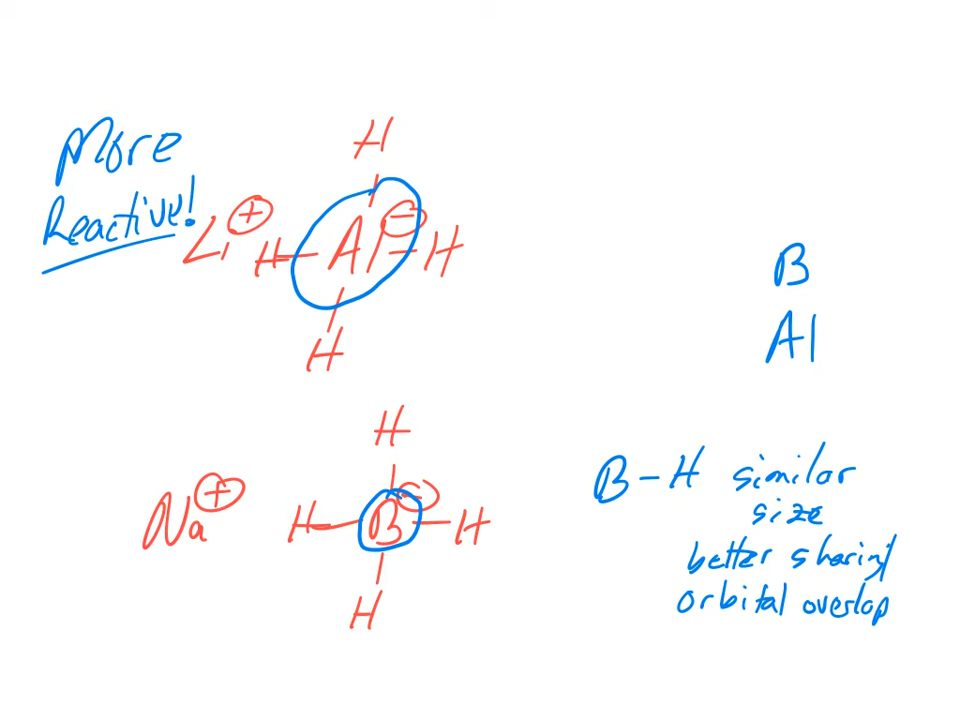 More
Reactive!
H
Li + H - Al - H
H
B
Al
H
Na + H - B - H
H
B - H similar
size
better sharing
orbital overlap